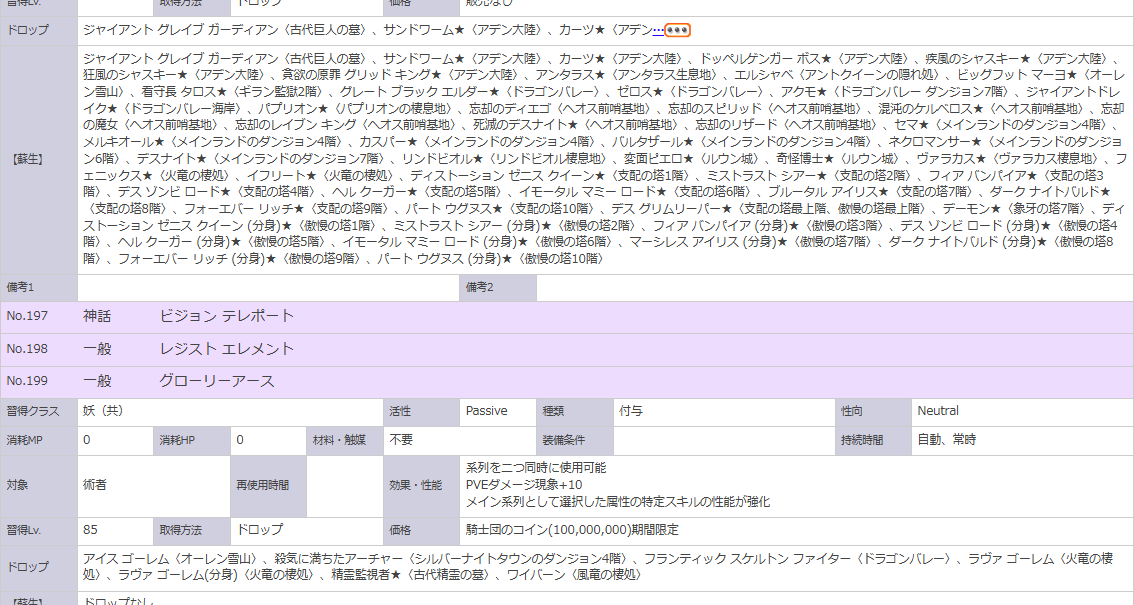 習得Lv. 取得方法 ドロップ 価格 販売なし
ドロップ ジャイアント グレイブ ガーディアン〈古代巨人の墓〉、サンドワーム★〈アデン大陸〉、カーツ★〈アデン…
ジャイアント グレイブ ガーディアン〈古代巨人の墓〉、サンドワーム★〈アデン大陸〉、カーツ★〈アデン大陸〉、ドッペルゲンガー ボス★〈アデン大陸〉、疾風のシャスキー★〈アデン大陸〉、
狂風のシャスキー★〈アデン大陸〉、貪欲の原罪 グリッド キング★〈アデン大陸〉、アンタラス★〈アンタラス生息地〉、エルシャベ〈アントクイーンの隠れ処〉、ビッグフット マーヨ★〈オーレ
ン雪山〉、看守長 タロス★〈ギラン監獄2階〉、グレート ブラック エルダー★〈ドラゴンバレー〉、ゼロス★〈ドラゴンバレー〉、アクモ★〈ドラゴンバレー ダンジョン7階〉、ジャイアントドレ
イク★〈ドラゴンバレー海岸〉、パプリオン★〈パプリオンの棲息地〉、忘却のディエゴ〈ヘオス前哨基地〉、忘却のスピリッド〈ヘオス前哨基地〉、混沌のケルベロス★〈ヘオス前哨基地〉、忘却
の魔女〈ヘオス前哨基地〉、忘却のレイブン キング〈ヘオス前哨基地〉、死滅のデスナイト★〈ヘオス前哨基地〉、忘却のリザード〈ヘオス前哨基地〉、セマ★〈メインランドのダンジョン4階〉、
【蘇生】 メルキオール★〈メインランドのダンジョン4階〉、カスパー★〈メインランドのダンジョン4階〉、バルタザール★〈メインランドのダンジョン4階〉、ネクロマンサー★〈メインランドのダンジョ
ン6階〉、デスナイト★〈メインランドのダンジョン7階〉、リンドビオル★〈リンドビオル棲息地〉、変面ピエロ★〈ルウン城〉、奇怪博士★〈ルウン城〉、ヴァラカス★〈ヴァラカス棲息地〉、フ
ェニックス★〈火竜の棲処〉、イフリート★〈火竜の棲処〉、ディストーション ゼニス クイーン★〈支配の塔1階〉、ミストラスト シアー★〈支配の塔2階〉、フィア バンパイア★〈支配の塔3
階〉、デス ゾンビ ロード★〈支配の塔4階〉、ヘル クーガー★〈支配の塔5階〉、イモータル マミー ロード★〈支配の塔6階〉、ブルータル アイリス★〈支配の塔7階〉、ダーク ナイトバルド★
〈支配の塔8階〉、フォーエバー リッチ★〈支配の塔9階〉、パート ウグヌス★〈支配の塔10階〉、デス グリムリーパー★〈支配の塔最上階、傲慢の塔最上階〉、デーモン★〈象牙の塔7階〉、ディ
ストーション ゼニス クイーン (分身)★〈傲慢の塔1階〉、ミストラスト シアー (分身)★〈傲慢の塔2階〉、フィア バンパイア (分身)★〈傲慢の塔3階〉、デス ゾンビ ロード (分身)★〈傲慢の塔4
階〉、ヘル クーガー (分身)★〈傲慢の塔5階〉、イモータル マミー ロード (分身)★〈傲慢の塔6階〉、マーシレス アイリス (分身)★〈傲慢の塔7階〉、ダーク ナイトバルド (分身)★〈傲慢の塔8
階〉、フォーエバー リッチ (分身)★〈傲慢の塔9階〉、パート ウグヌス (分身)★〈傲慢の塔10階〉
備考1 備考2
No.197 神話 ビジョン テレポート
No.198 一般 レジスト エレメント
No.199 一般 グローリーアース
習得クラス 妖（共） 活性 Passive 種類 付与 性向 Neutral
消耗MP 0 消耗HP 0 材料・触媒 不要 装備条件 持続時間 自動、常時
系列を二つ同時に使用可能
対象 術者 再使用時間 効果・性能 PVEダメージ現象+10
メイン系列として選択した属性の特定スキルの性能が強化
習得Lv. 85 取得方法 ドロップ 価格 騎士団のコイン(100,000,000)期間限定
ドロップ アイス ゴーレム〈オーレン雪山〉、殺気に満ちたアーチャー〈シルバーナイトタウンのダンジョン4階〉、フランティック スケルトン ファイター〈ドラゴンバレー〉、ラヴァ ゴーレム〈火竜の棲
処〉、ラヴァ ゴーレム(分身)〈火竜の棲処〉、精霊監視者★〈古代精霊の墓〉、ワイバーン〈風竜の棲処〉
【蘇生】 ドロップなし